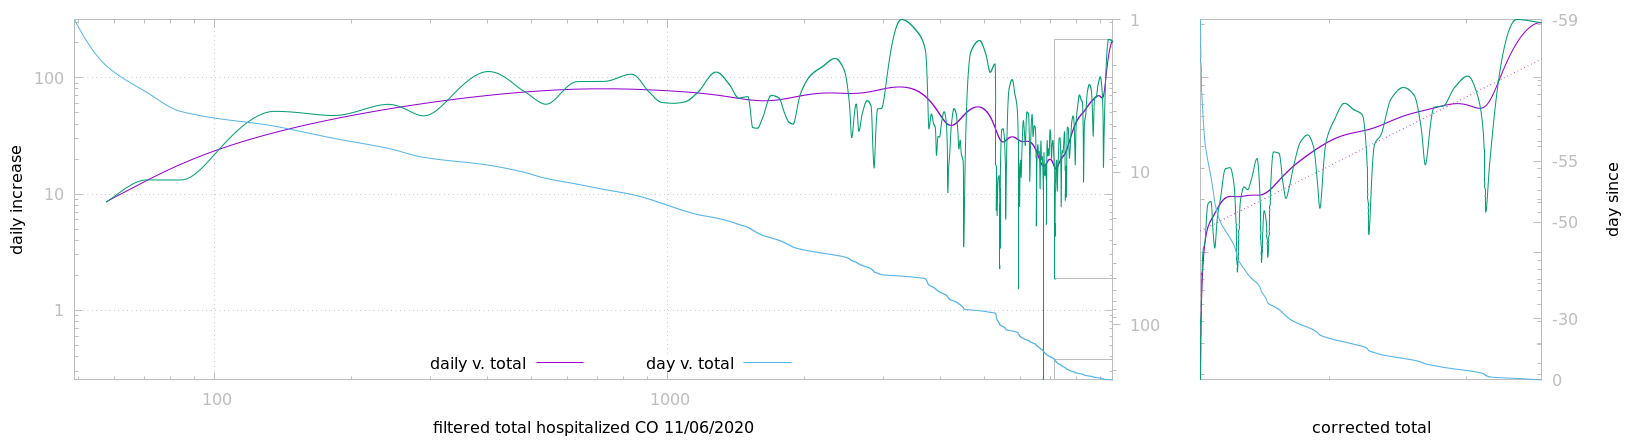 daily increase
100
10
1
100
1000
filtered total hospitalized CO 11/06/2020
daily v. total
day v. total
1
10
100
-59
-55
-50
-30
0
day since
corrected total